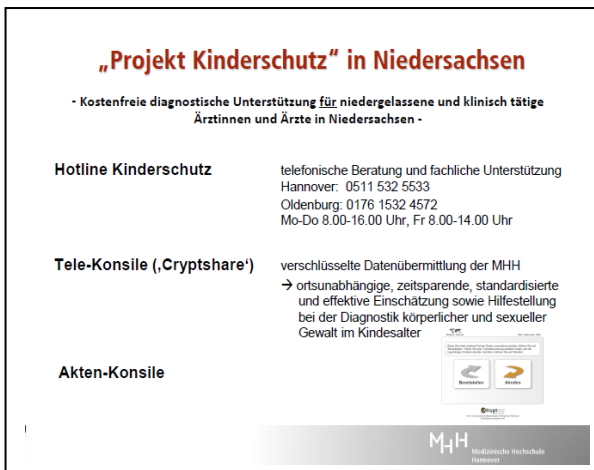 „Projekt Kinderschutz“ in Niedersachsen
- Kostenfreie diagnostische Unterstützung für niedergelassene und klinisch tätige
Ärztinnen und Ärzte in Niedersachsen -
Hotline Kinderschutz
telefonische Beratung und fachliche Unterstützung
Hannover: 0511 532 5533
Oldenburg: 0176 1532 4572
Mo-Do 8.00-16.00 Uhr, Fr 8.00-14.00 Uhr
Tele-Konsile (‚Cryptshare‘)
verschlüsselte Datenübermittlung der MHH
→ ortsunabhängige, zeitsparende, standardisierte
und effektive Einschätzung sowie Hilfestellung
bei der Diagnostik körperlicher und sexueller
Gewalt im Kindesalter
Bereitstellen Abrufen
Akten-Konsile
MHH Medizinische Hochschule
Hannover